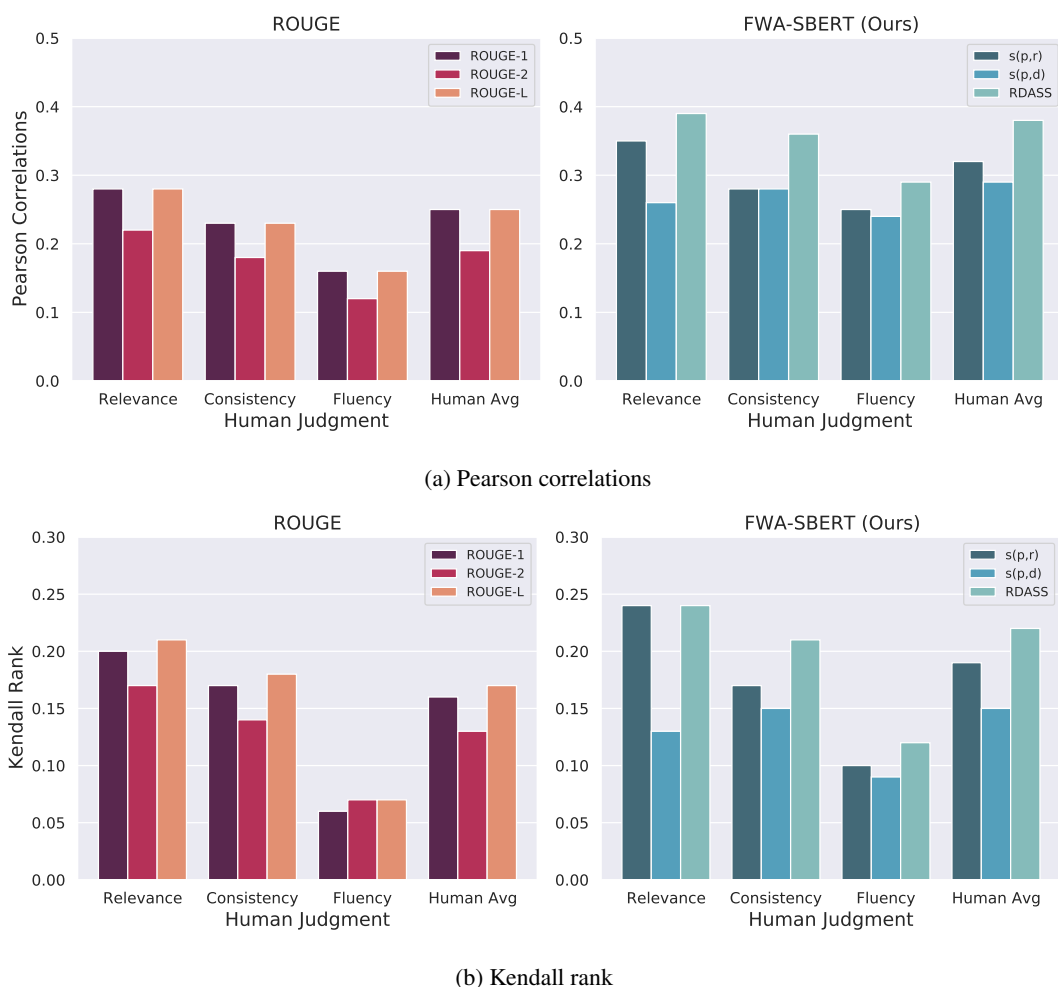 ROUGE
FWA-SBERT (Ours)
0.5
0.4
0.3
0.2
0.1
0.0
Pearson Correlations
ROUGE-1
ROUGE-2
ROUGE-L
Relevance Consistency Fluency Human Avg
Human Judgment
0.5
0.4
0.3
0.2
0.1
0.0
s(p,r)
s(p,d)
RDASS
Relevance Consistency Fluency Human Avg
Human Judgment
(a) Pearson correlations
ROUGE
FWA-SBERT (Ours)
0.30
0.25
0.20
0.15
0.10
0.05
0.00
Kendall Rank
ROUGE-1
ROUGE-2
ROUGE-L
Relevance Consistency Fluency Human Avg
Human Judgment
0.30
0.25
0.20
0.15
0.10
0.05
0.00
s(p,r)
s(p,d)
RDASS
Relevance Consistency Fluency Human Avg
Human Judgment
(b) Kendall rank